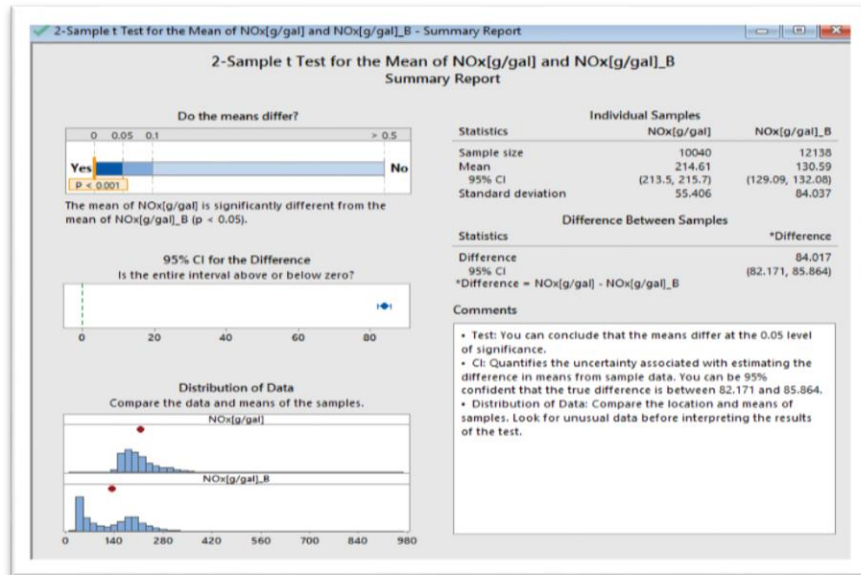 2-Sample t Test for the Mean of NOx[g/gal] and NOx[g/gal]_B - Summary Report
2-Sample t Test for the Mean of NOx[g/gal] and NOx[g/gal]_B
Summary Report
Do the means differ?
0 0.05 0.1 > 0.5
Yes No
P < 0.001
The mean of NOx[g/gal] is significantly different from the
mean of NOx[g/gal]_B (p < 0.05).
95% CI for the Difference
Is the entire interval above or below zero?
0 20 40 60 80
Distribution of Data
Compare the data and means of the samples.
NOx[g/gal]
NOx[g/gal]_B
0 140 280 420 560 700 840 980
Individual Samples
Statistics NOx[g/gal] NOx[g/gal]_B
Sample size 10040 12138
Mean 214.61 130.59
95% CI (213.5, 215.7) (129.09, 132.08)
Standard deviation 55.406 84.037
Difference Between Samples
Statistics *Difference
Difference 84.017
95% CI (82.171, 85.864)
*Difference = NOx[g/gal] - NOx[g/gal]_B
Comments
• Test: You can conclude that the means differ at the 0.05 level
of significance.
• CI: Quantifies the uncertainty associated with estimating the
difference in means from sample data. You can be 95%
confident that the true difference is between 82.171 and 85.864.
• Distribution of Data: Compare the location and means of
samples. Look for unusual data before interpreting the results
of the test.